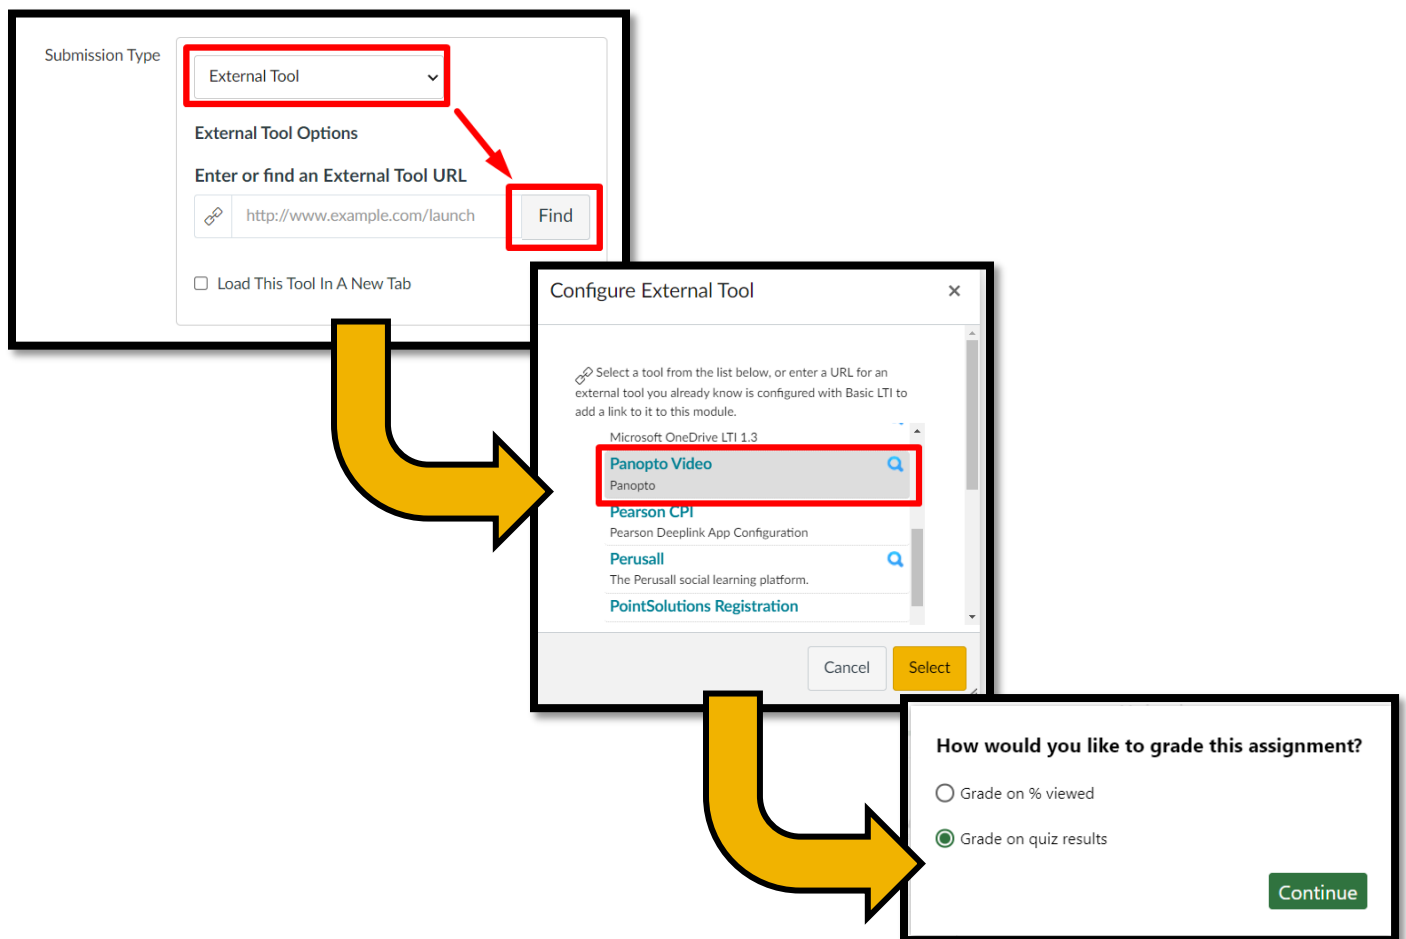 Submission Type
External Tool
External Tool Options
Enter or find an External Tool URL
http://www.example.com/launch
Find
Load This Tool In A New Tab
Configure External Tool
Select a tool from the list below, or enter a URL for an
external tool you already know is configured with Basic LTI to
add a link to it to this module.
Microsoft OneDrive LTI 1.3
Panopto Video
Panopto
Pearson CPI
Pearson Deeplink App Configuration
Perusall
The Perusall social learning platform.
PointSolutions Registration
Cancel
Select
How would you like to grade this assignment?
Grade on % viewed
Grade on quiz results
Continue